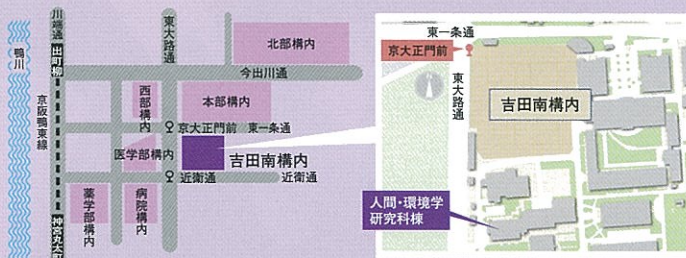 川端通
東大路通
鴨川
出町柳
北部構内
今出川通
京阪鴨東線
西部構内
本部構内
京大正門前
東一条通
医学部構内
吉田南構内
近衛通
近衛通
薬学部構内
病院構内
神宮丸太町
東一条通
京大正門前
東大路通
吉田南構内
人間・環境学
研究科棟